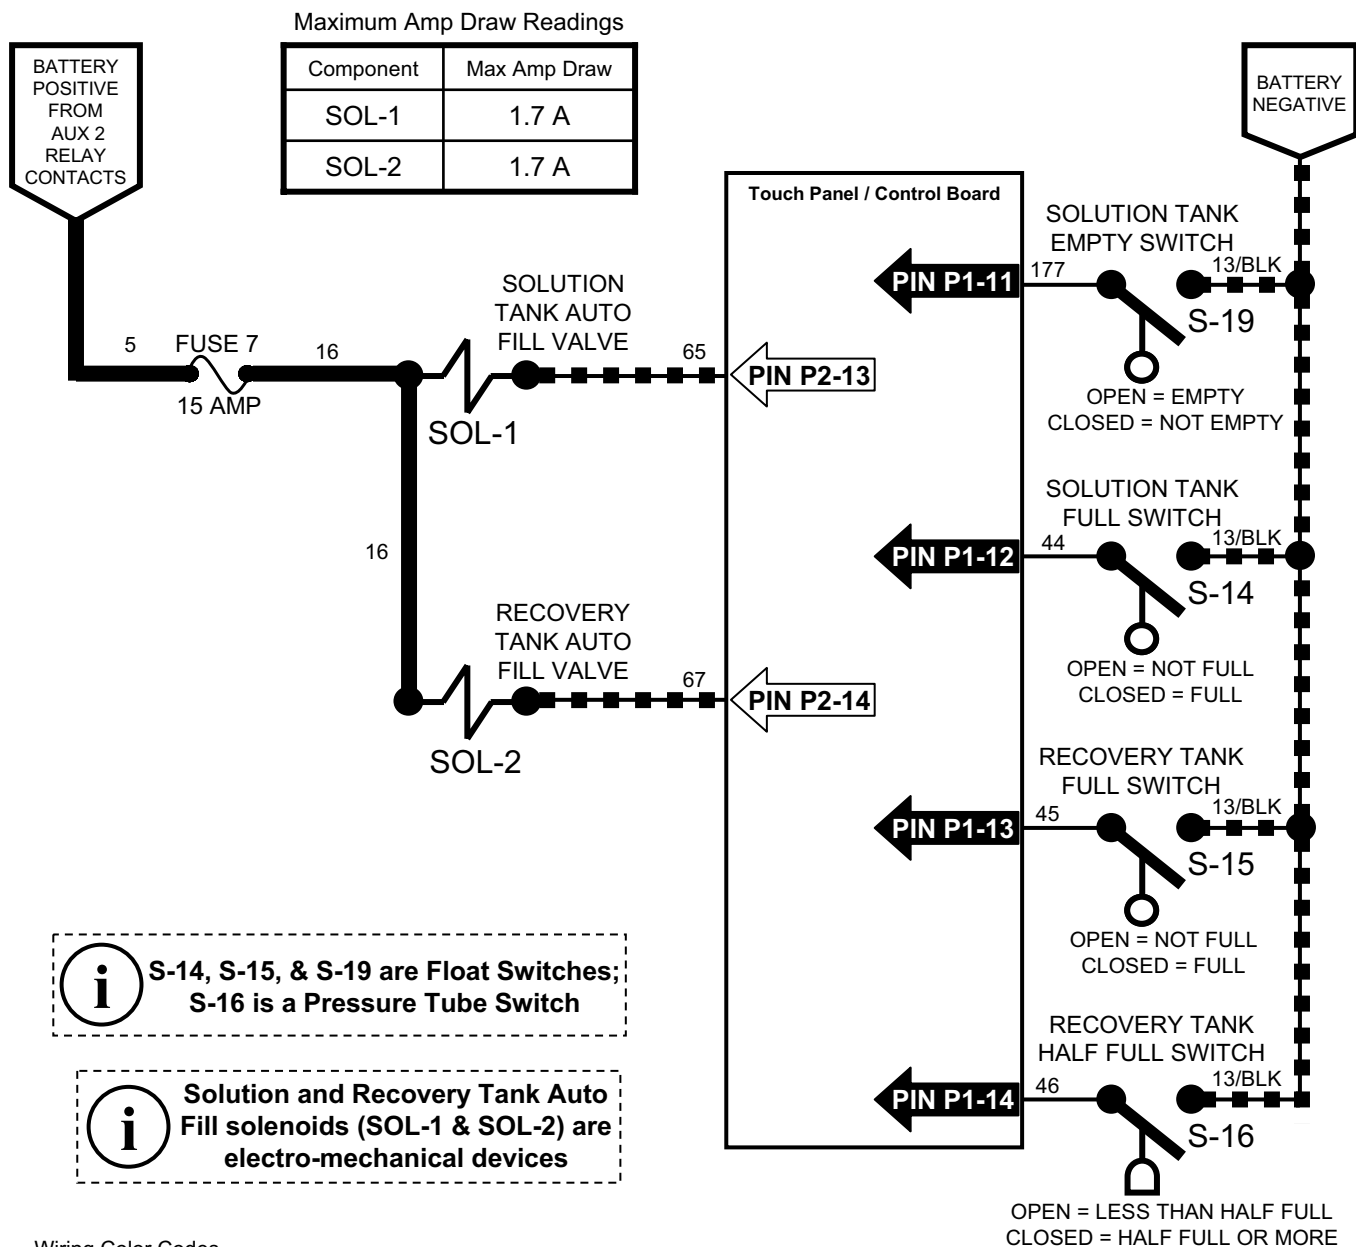 Maximum Amp Draw Readings
Component Max Amp Draw
SOL-1 1.7 A
SOL-2 1.7 A
BATTERY
POSITIVE
FROM
AUX 2
RELAY
CONTACTS
BATTERY
NEGATIVE
Touch Panel / Control Board
5
FUSE 7
15 AMP
16
16
SOLUTION
TANK AUTO
FILL VALVE
65
SOL-1
PIN P2-13
RECOVERY
TANK AUTO
FILL VALVE
67
SOL-2
PIN P2-14
SOLUTION TANK
EMPTY SWITCH
PIN P1-11
177
13/BLK
S-19
OPEN = EMPTY
CLOSED = NOT EMPTY
SOLUTION TANK
FULL SWITCH
PIN P1-12
44
13/BLK
S-14
OPEN = NOT FULL
CLOSED = FULL
RECOVERY TANK
FULL SWITCH
PIN P1-13
45
13/BLK
S-15
OPEN = NOT FULL
CLOSED = FULL
RECOVERY TANK
HALF FULL SWITCH
PIN P1-14
46
13/BLK
S-16
OPEN = LESS THAN HALF FULL
CLOSED = HALF FULL OR MORE
i
S-14, S-15, & S-19 are Float Switches;
S-16 is a Pressure Tube Switch
i
Solution and Recovery Tank Auto
Fill solenoids (SOL-1 & SOL-2) are
electro-mechanical devices
Wiring Color Codes